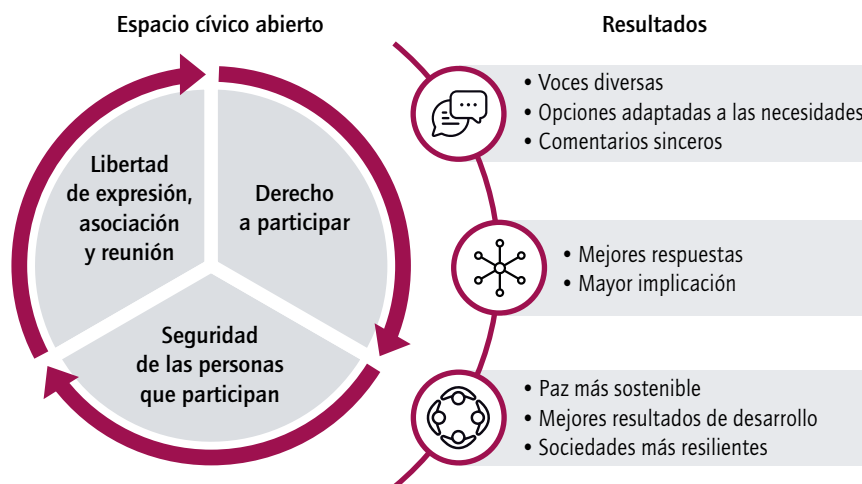 Espacio cívico abierto
Libertad
de expresión,
asociación
y reunión
Derecho
a participar
Seguridad
de las personas
que participan
Resultados
• Voces diversas
• Opciones adaptadas a las necesidades
• Comentarios sinceros
• Mejores respuestas
• Mayor implicación
• Paz más sostenible
• Mejores resultados de desarrollo
• Sociedades más resilientes